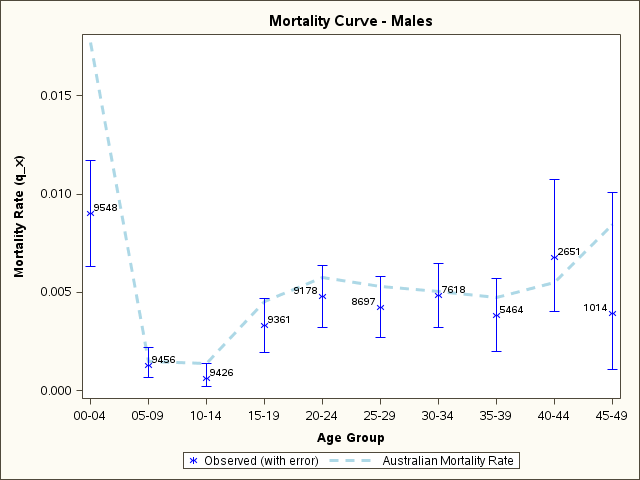 Mortality Curve - Males
Mortality Rate (q_x)
0.015
0.010
0.005
0.000
9548
9456
9426
9361
9178
8697
7618
5464
2651
1014
00-04 05-09 10-14 15-19 20-24 25-29 30-34 35-39 40-44 45-49
Age Group
Observed (with error) Australian Mortality Rate